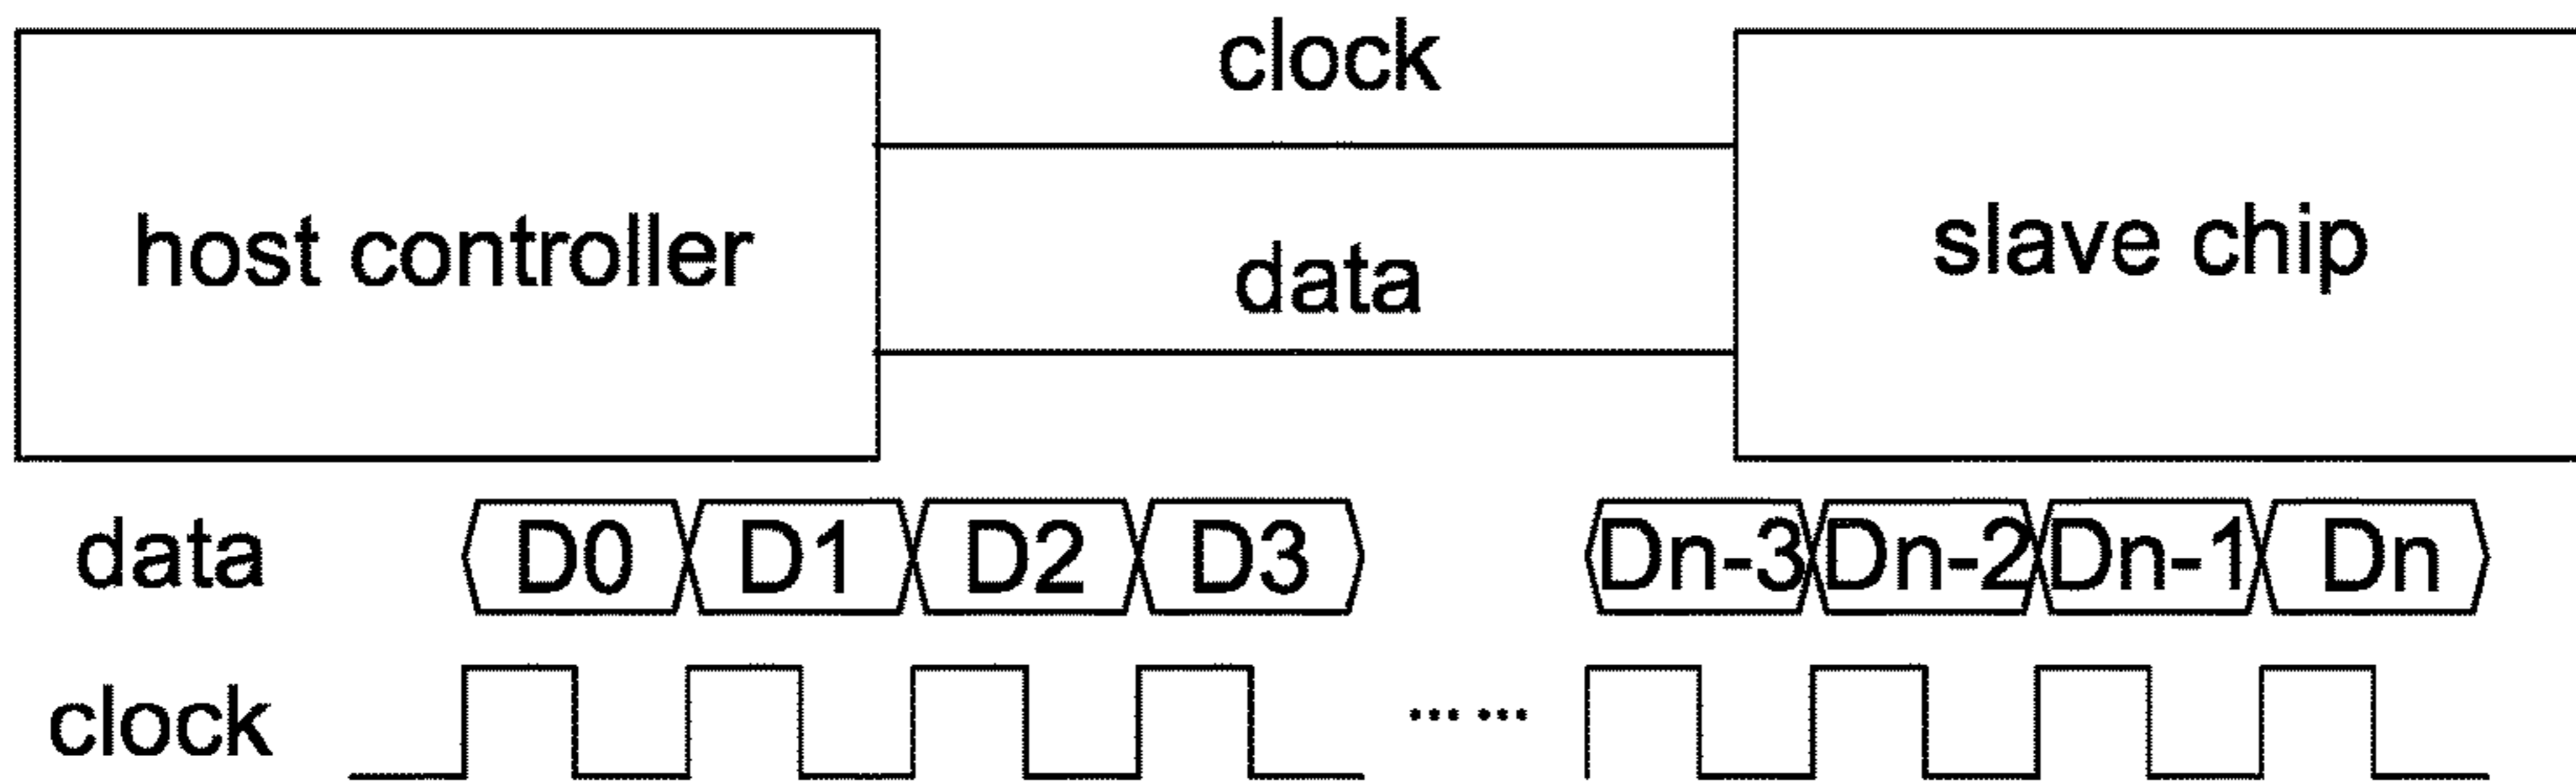 clock
host controller
data
slave chip
data D0 D1 D2 D3 Dn-3 Dn-2 Dn-1 Dn
clock ... ...